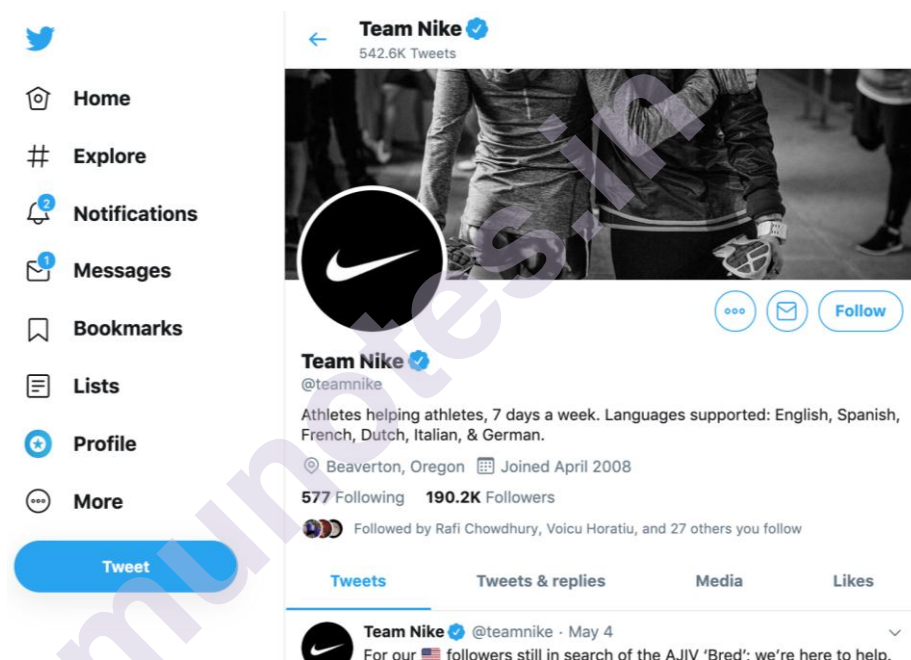 Team Nike
542.6K Tweets
Home
Explore
2
Notifications
1
Messages
Bookmarks
Lists
Profile
More
Tweet
Follow
Team Nike
@teamnike
Athletes helping athletes, 7 days a week. Languages supported: English, Spanish,
French, Dutch, Italian, & German.
Beaverton, Oregon Joined April 2008
577 Following 190.2K Followers
Followed by Rafi Chowdhury, Voicu Horatiu, and 27 others you follow
Tweets Tweets & replies Media Likes
Team Nike @teamnike · May 4
For our 🇺🇸 followers still in search of the AJIV ‘Bred’: we’re here to help.
munotes.in